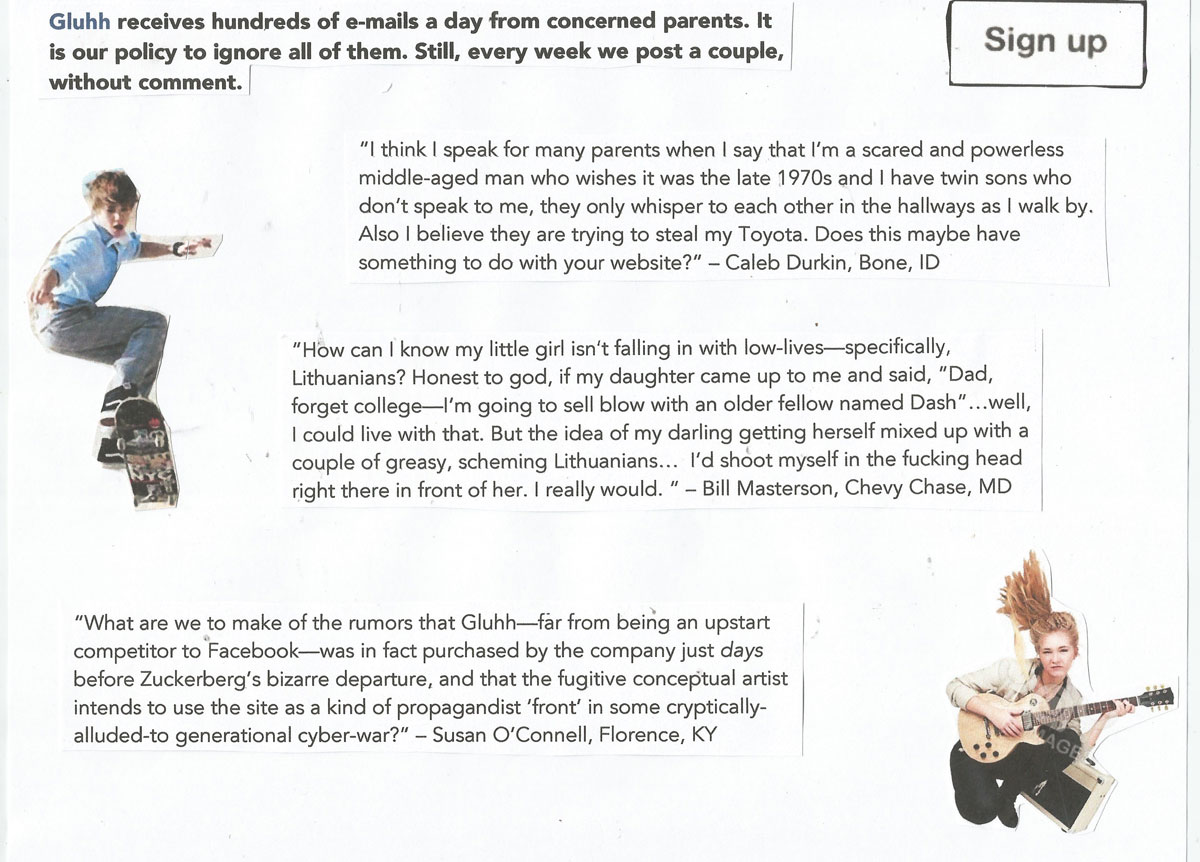 Gluhh receives hundreds of e-mails a day from concerned parents. It
is our policy to ignore all of them. Still, every week we post a couple,
without comment.
Sign up
“I think I speak for many parents when I say that I’m a scared and powerless
middle-aged man who wishes it was the late 1970s and I have twin sons who
don’t speak to me, they only whisper to each other in the hallways as I walk by.
Also I believe they are trying to steal my Toyota. Does this maybe have
something to do with your website?” – Caleb Durkin, Bone, ID
“How can I know my little girl isn’t falling in with low-lives—specifically,
Lithuanians? Honest to god, if my daughter came up to me and said, “Dad,
forget college—I’m going to sell blow with an older fellow named Dash”…well,
I could live with that. But the idea of my darling getting herself mixed up with a
couple of greasy, scheming Lithuanians… I’d shoot myself in the fucking head
right there in front of her. I really would. ” – Bill Masterson, Chevy Chase, MD
“What are we to make of the rumors that Gluhh—far from being an upstart
competitor to Facebook—was in fact purchased by the company just days
before Zuckerberg’s bizarre departure, and that the fugitive conceptual artist
intends to use the site as a kind of propagandist ‘front’ in some cryptically-
alluded-to generational cyber-war?” – Susan O’Connell, Florence, KY